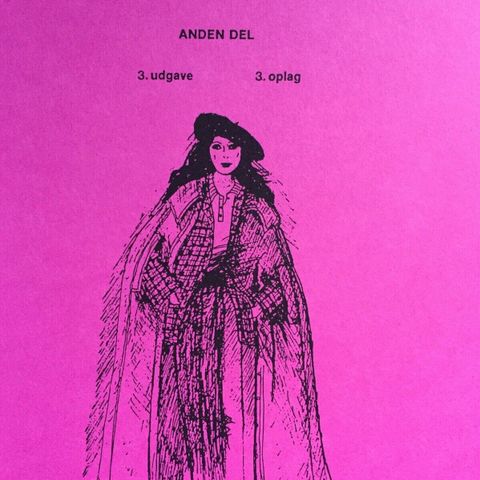 ANDEN DEL
3. udgave 3. oplag